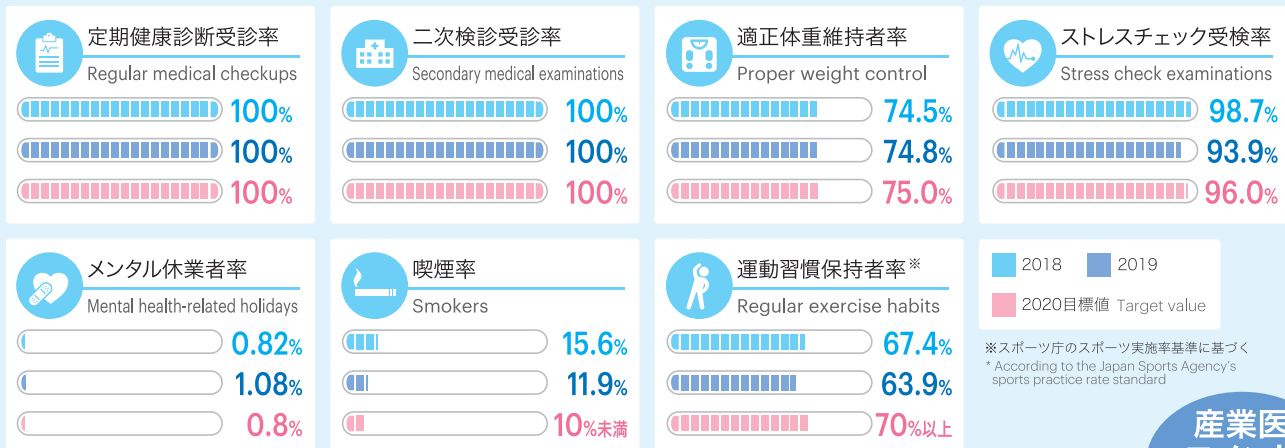 定期健康診断受診率
Regular medical checkups
100%
100%
100%
二次検診受診率
Secondary medical examinations
100%
100%
100%
適正体重維持者率
Proper weight control
74.5%
74.8%
75.0%
ストレスチェック受検率
Stress check examinations
98.7%
93.9%
96.0%
メンタル休業者率
Mental health-related holidays
0.82%
1.08%
0.8%
喫煙率
Smokers
15.6%
11.9%
10%未満
運動習慣保持者率※
Regular exercise habits
67.4%
63.9%
70%以上
2018 2019
2020目標値 Target value
※スポーツ庁のスポーツ実施率基準に基づく
* According to the Japan Sports Agency's
sports practice rate standard
産業医